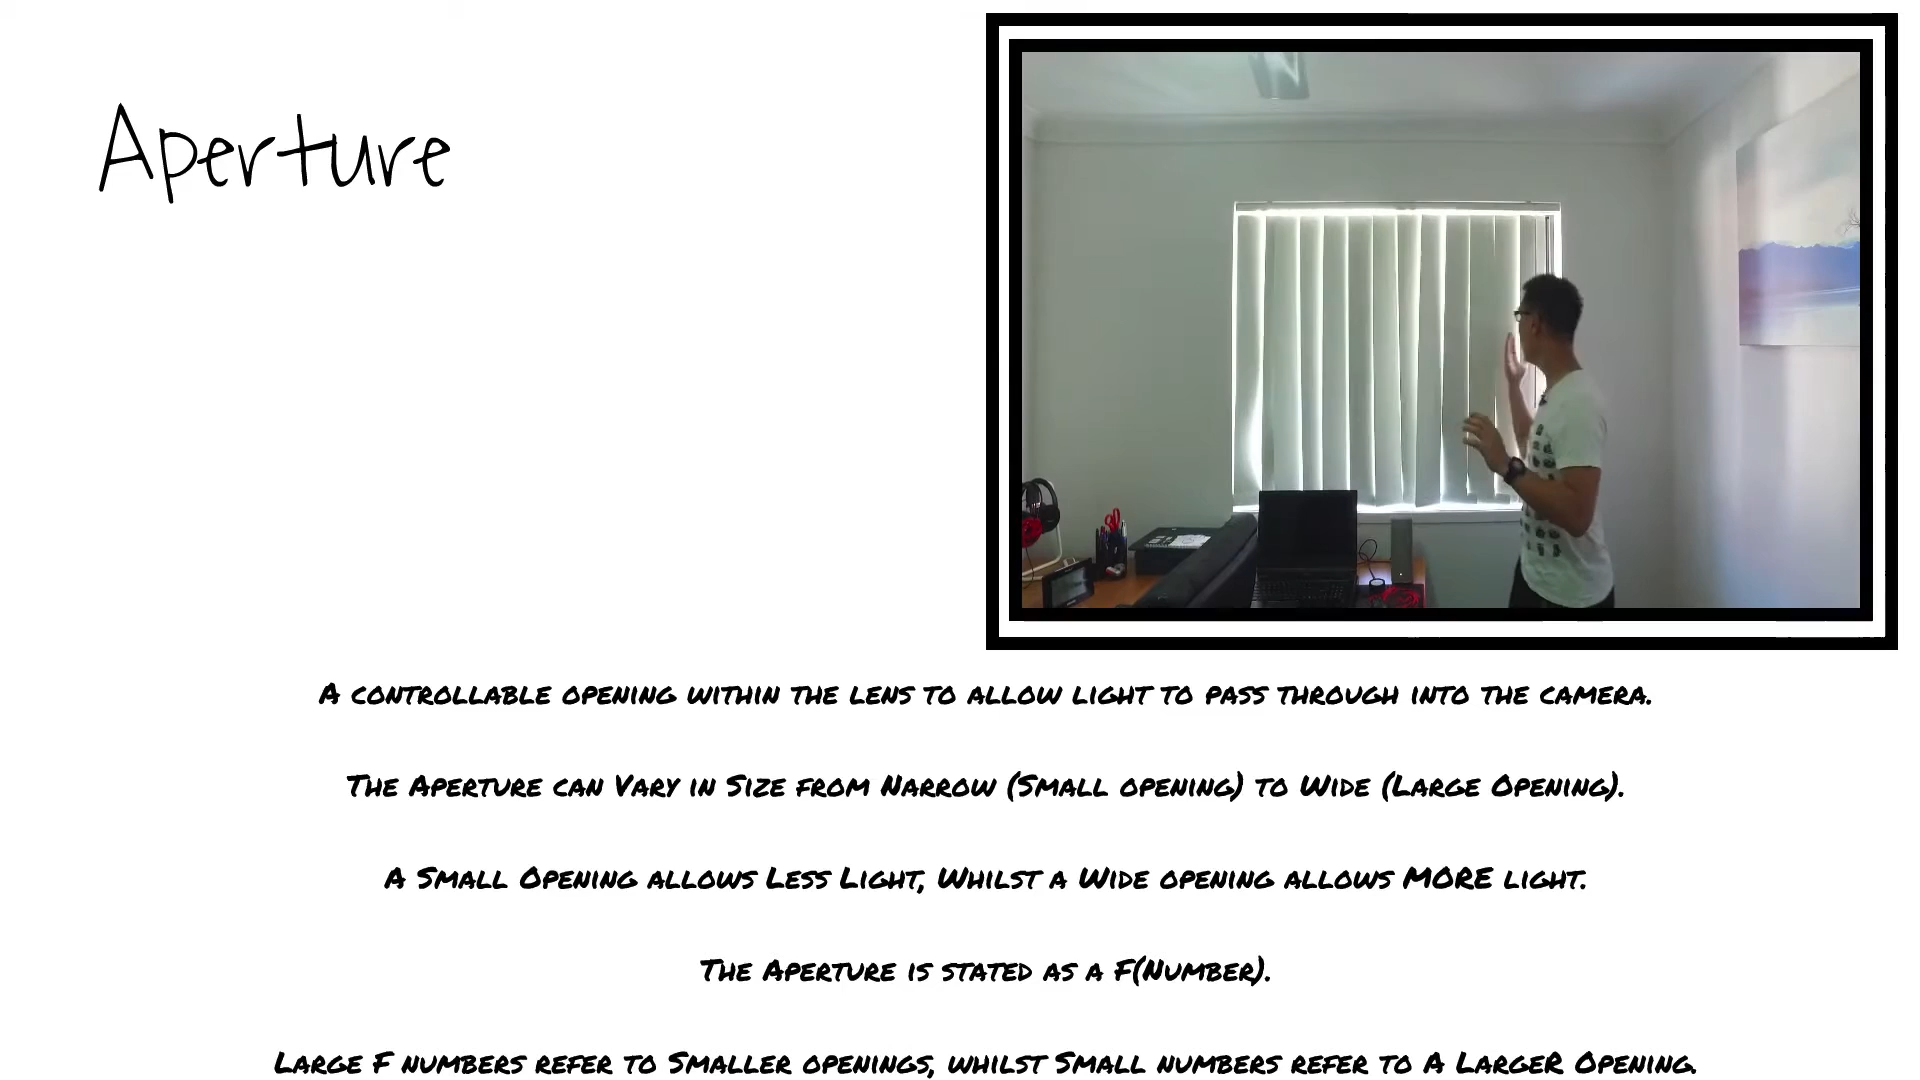 Aperture
A controllable opening within the lens to allow light to pass through into the camera.
The Aperture can Vary in Size from Narrow (Small opening) to Wide (Large Opening).
A Small Opening allows Less Light, Whilst a Wide opening allows MORE light.
The Aperture is stated as a F(Number).
Large F numbers refer to Smaller openings, whilst Small numbers refer to A LargeR Opening.